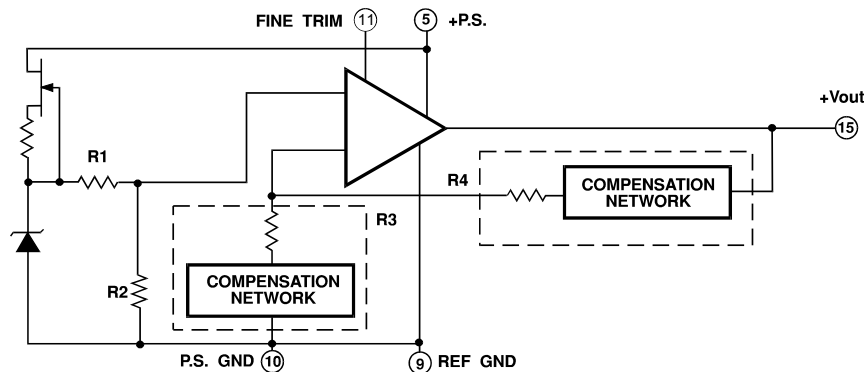 FINE TRIM 11
5 +P.S.
+Vout
15
R1
R4
COMPENSATION
NETWORK
R3
R2
COMPENSATION
NETWORK
P.S. GND 10
9 REF GND